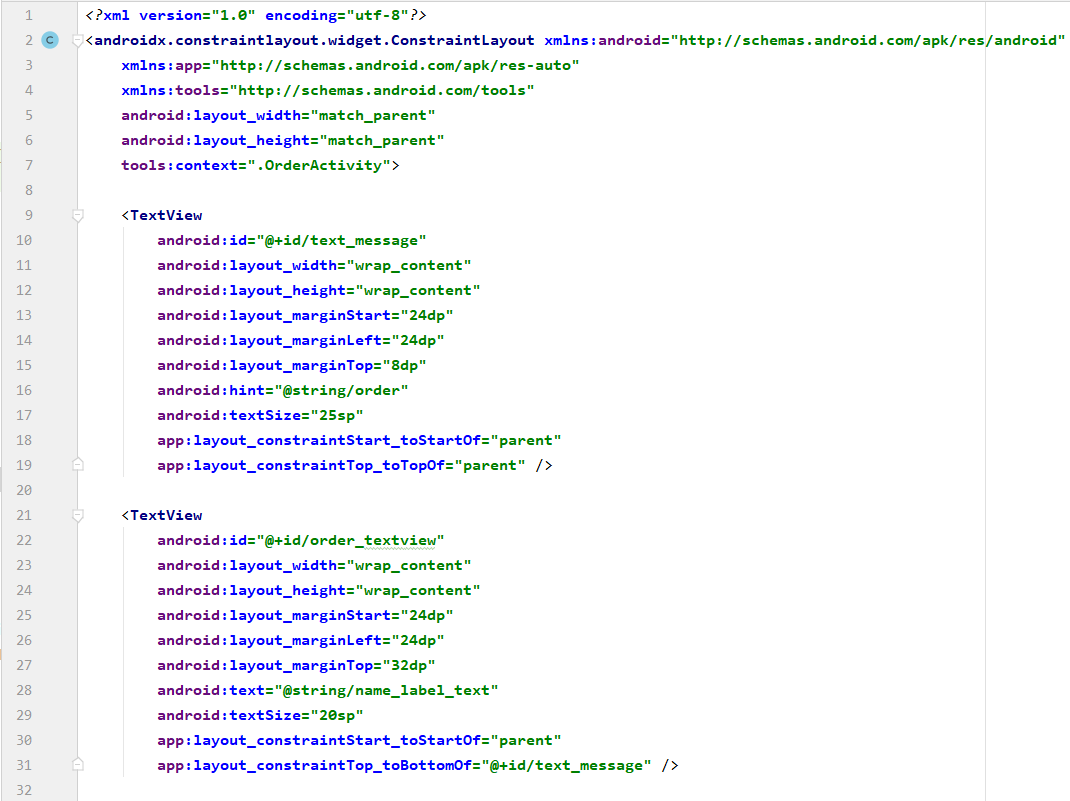 1 <?xml version="1.0" encoding="utf-8"?>
2 C <androidx.constraintlayout.widget.ConstraintLayout xmlns:android="http://schemas.android.com/apk/res/android"
3 xmlns:app="http://schemas.android.com/apk/res-auto"
4 xmlns:tools="http://schemas.android.com/tools"
5 android:layout_width="match_parent"
6 android:layout_height="match_parent"
7 tools:context=".OrderActivity">
8
9 <TextView
10 android:id="@+id/text_message"
11 android:layout_width="wrap_content"
12 android:layout_height="wrap_content"
13 android:layout_marginStart="24dp"
14 android:layout_marginLeft="24dp"
15 android:layout_marginTop="8dp"
16 android:hint="@string/order"
17 android:textSize="25sp"
18 app:layout_constraintStart_toStartOf="parent"
19 app:layout_constraintTop_toTopOf="parent" />
20
21 <TextView
22 android:id="@+id/order_textview"
23 android:layout_width="wrap_content"
24 android:layout_height="wrap_content"
25 android:layout_marginStart="24dp"
26 android:layout_marginLeft="24dp"
27 android:layout_marginTop="32dp"
28 android:text="@string/name_label_text"
29 android:textSize="20sp"
30 app:layout_constraintStart_toStartOf="parent"
31 app:layout_constraintTop_toBottomOf="@+id/text_message" />
32